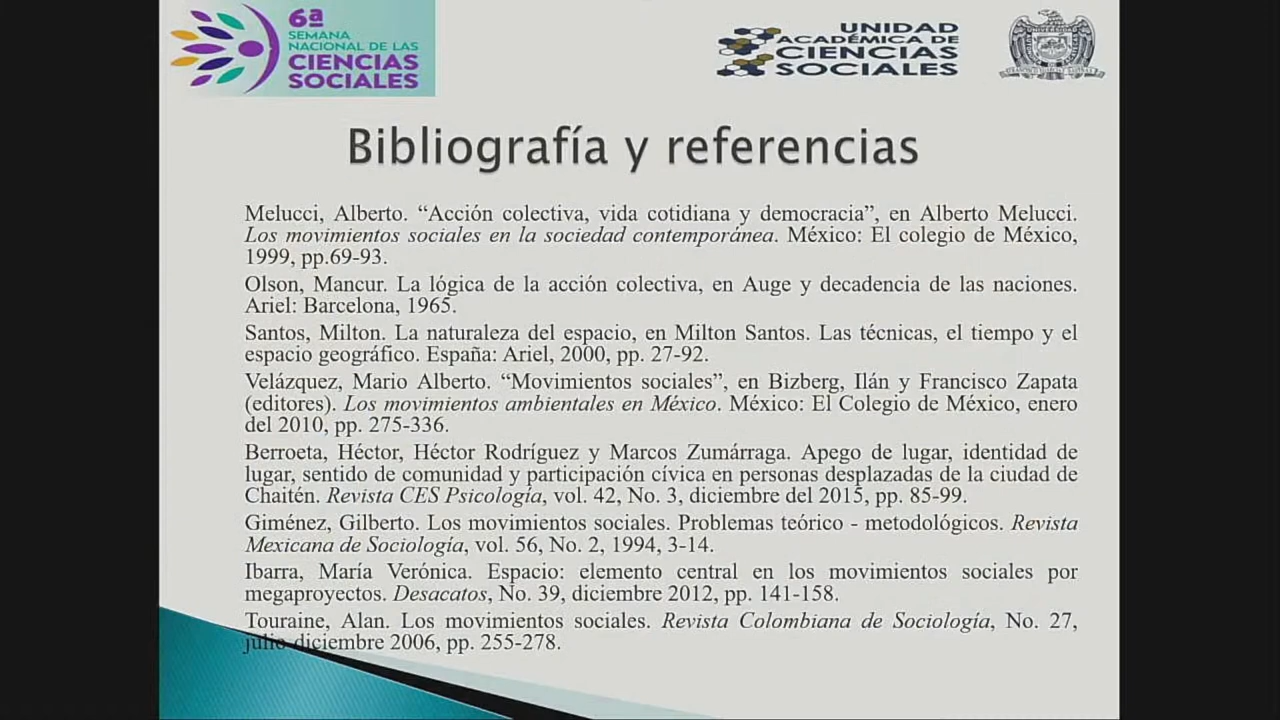 6a
SEMANA
NACIONAL DE LAS
CIENCIAS
SOCIALES
UNIDAD
ACADÉMICA DE
CIENCIAS
SOCIALES
Bibliografía y referencias
Melucci, Alberto. “Acción colectiva, vida cotidiana y democracia”, en Alberto Melucci.
Los movimientos sociales en la sociedad contemporánea. México: El colegio de México,
1999, pp.69-93.
Olson, Mancur. La lógica de la acción colectiva, en Auge y decadencia de las naciones.
Ariel: Barcelona, 1965.
Santos, Milton. La naturaleza del espacio, en Milton Santos. Las técnicas, el tiempo y el
espacio geográfico. España: Ariel, 2000, pp. 27-92.
Velázquez, Mario Alberto. “Movimientos sociales”, en Bizberg, Ilán y Francisco Zapata
(editores). Los movimientos ambientales en México. México: El Colegio de México, enero
del 2010, pp. 275-336.
Berroeta, Héctor, Héctor Rodríguez y Marcos Zumárraga. Apego de lugar, identidad de
lugar, sentido de comunidad y participación cívica en personas desplazadas de la ciudad de
Chaitén. Revista CES Psicología, vol. 42, No. 3, diciembre del 2015, pp. 85-99.
Giménez, Gilberto. Los movimientos sociales. Problemas teórico - metodológicos. Revista
Mexicana de Sociología, vol. 56, No. 2, 1994, 3-14.
Ibarra, María Verónica. Espacio: elemento central en los movimientos sociales por
megaproyectos. Desacatos, No. 39, diciembre 2012, pp. 141-158.
Touraine, Alan. Los movimientos sociales. Revista Colombiana de Sociología, No. 27,
julio-diciembre 2006, pp. 255-278.